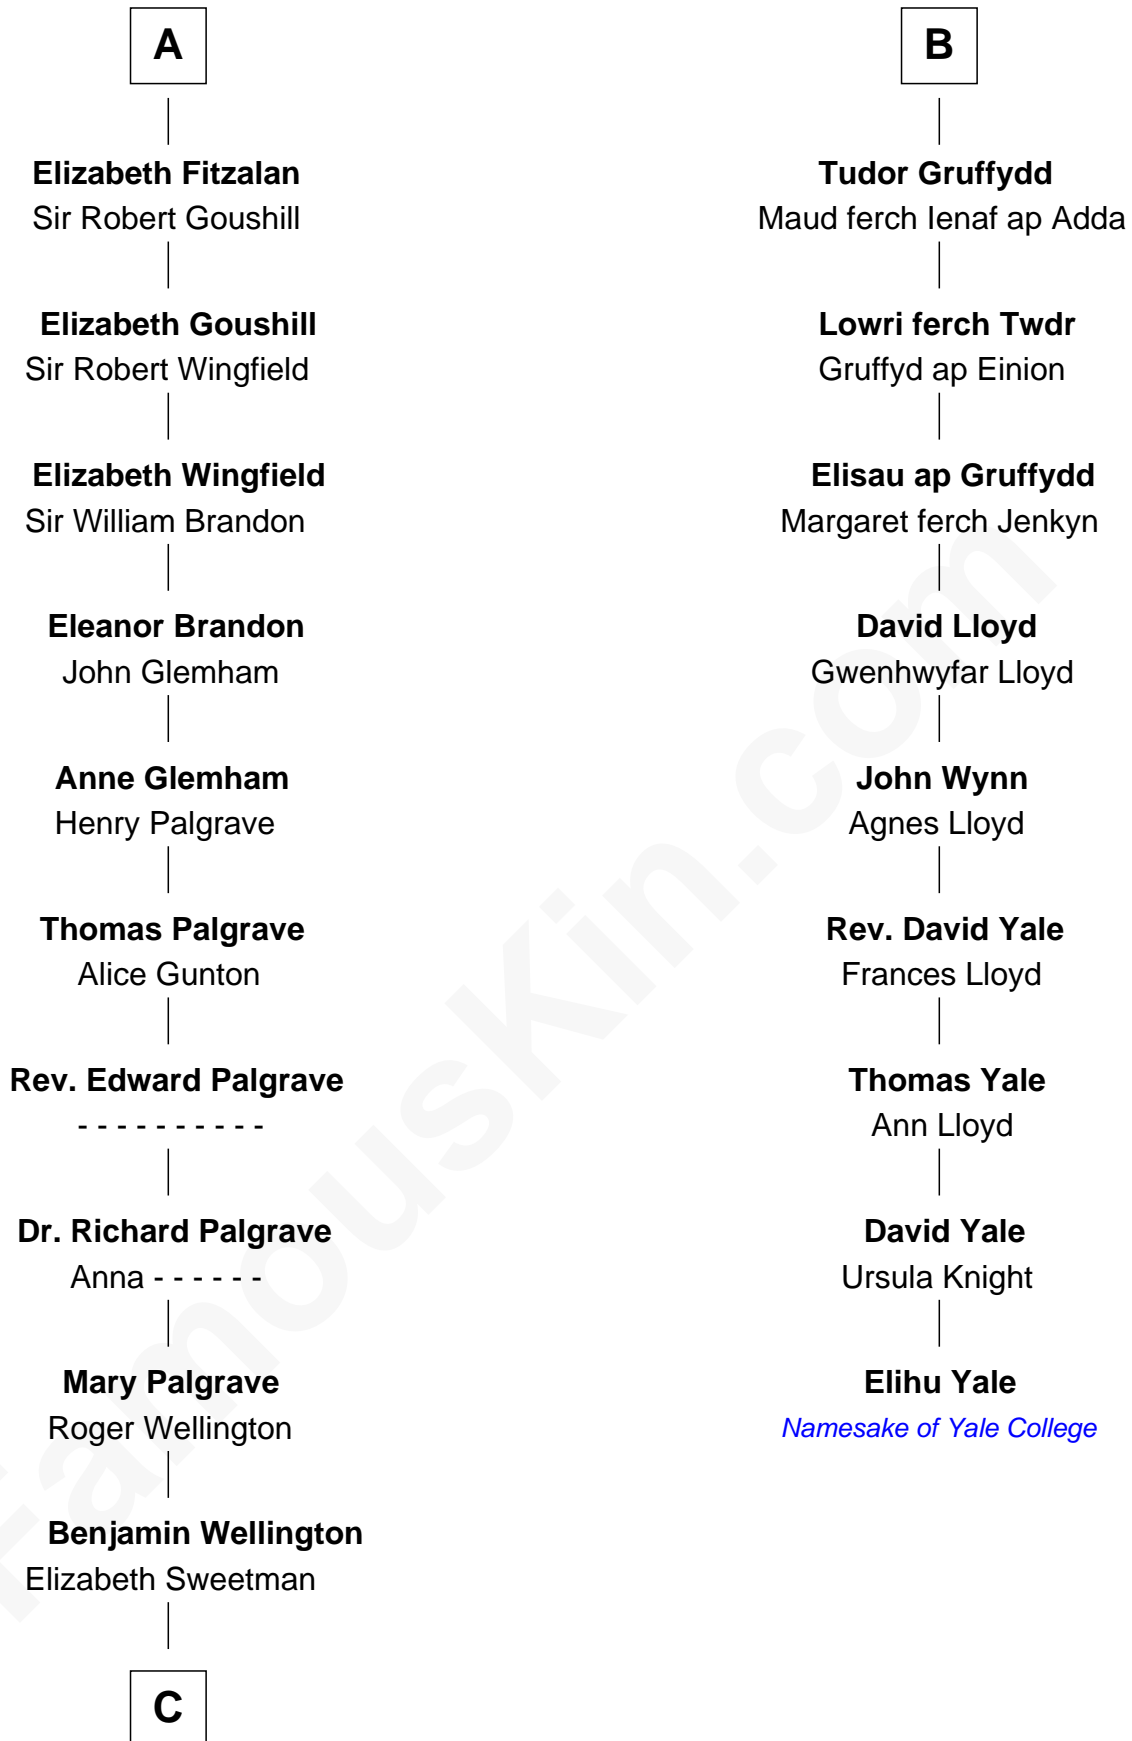 A
Elizabeth Fitzalan
Sir Robert Goushill
Elizabeth Goushill
Sir Robert Wingfield
Elizabeth Wingfield
Sir William Brandon
Eleanor Brandon
John Glemham
Anne Glemham
Henry Palgrave
Thomas Palgrave
Alice Gunton
Rev. Edward Palgrave
- - - - - - - - - -
Dr. Richard Palgrave
Anna - - - - - -
Mary Palgrave
Roger Wellington
Benjamin Wellington
Elizabeth Sweetman
C
B
Tudor Gruffydd
Maud ferch Ienaf ap Adda
Lowri ferch Twdr
Gruffyd ap Einion
Elisau ap Gruffydd
Margaret ferch Jenkyn
David Lloyd
Gwenhwyfar Lloyd
John Wynn
Agnes Lloyd
Rev. David Yale
Frances Lloyd
Thomas Yale
Ann Lloyd
David Yale
Ursula Knight
Elihu Yale
Namesake of Yale College
FamousKin.com